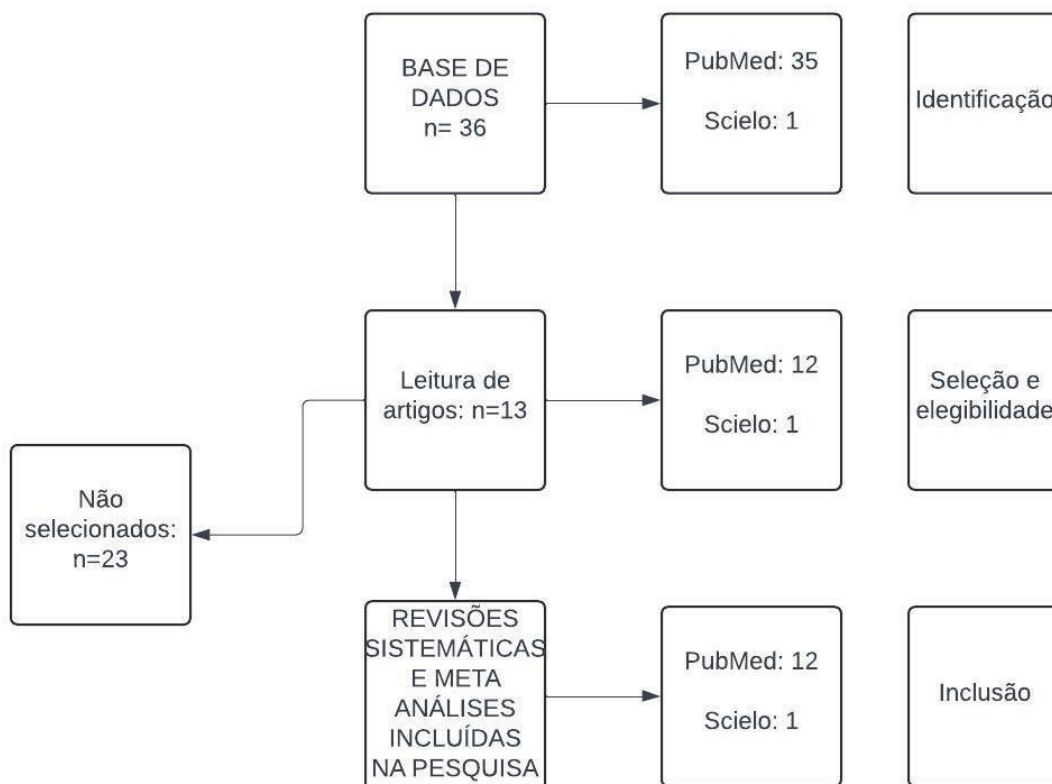 BASE DE
DADOS
n= 36
PubMed: 35
Scielo: 1
Identificação
Leitura de
artigos: n=13
PubMed: 12
Scielo: 1
Seleção e
elegibilidade
Não
selecionados:
n=23
REVISÕES
SISTEMÁTICAS
E META
ANÁLISES
INCLUÍDAS
NA PESQUISA
PubMed: 12
Scielo: 1
Inclusão